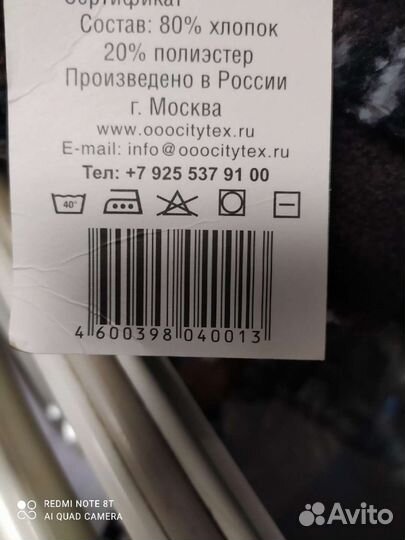 Сертификат
Состав: 80% хлопок
20% полиэстер
Произведено в России
г. Москва
www.ooocitytex.ru
E-mail: info@ooocitytex.ru
Тел: +7 925 537 91 00
40°
4 600398 040013
REDMI NOTE 8T
AI QUAD CAMERA
Avito